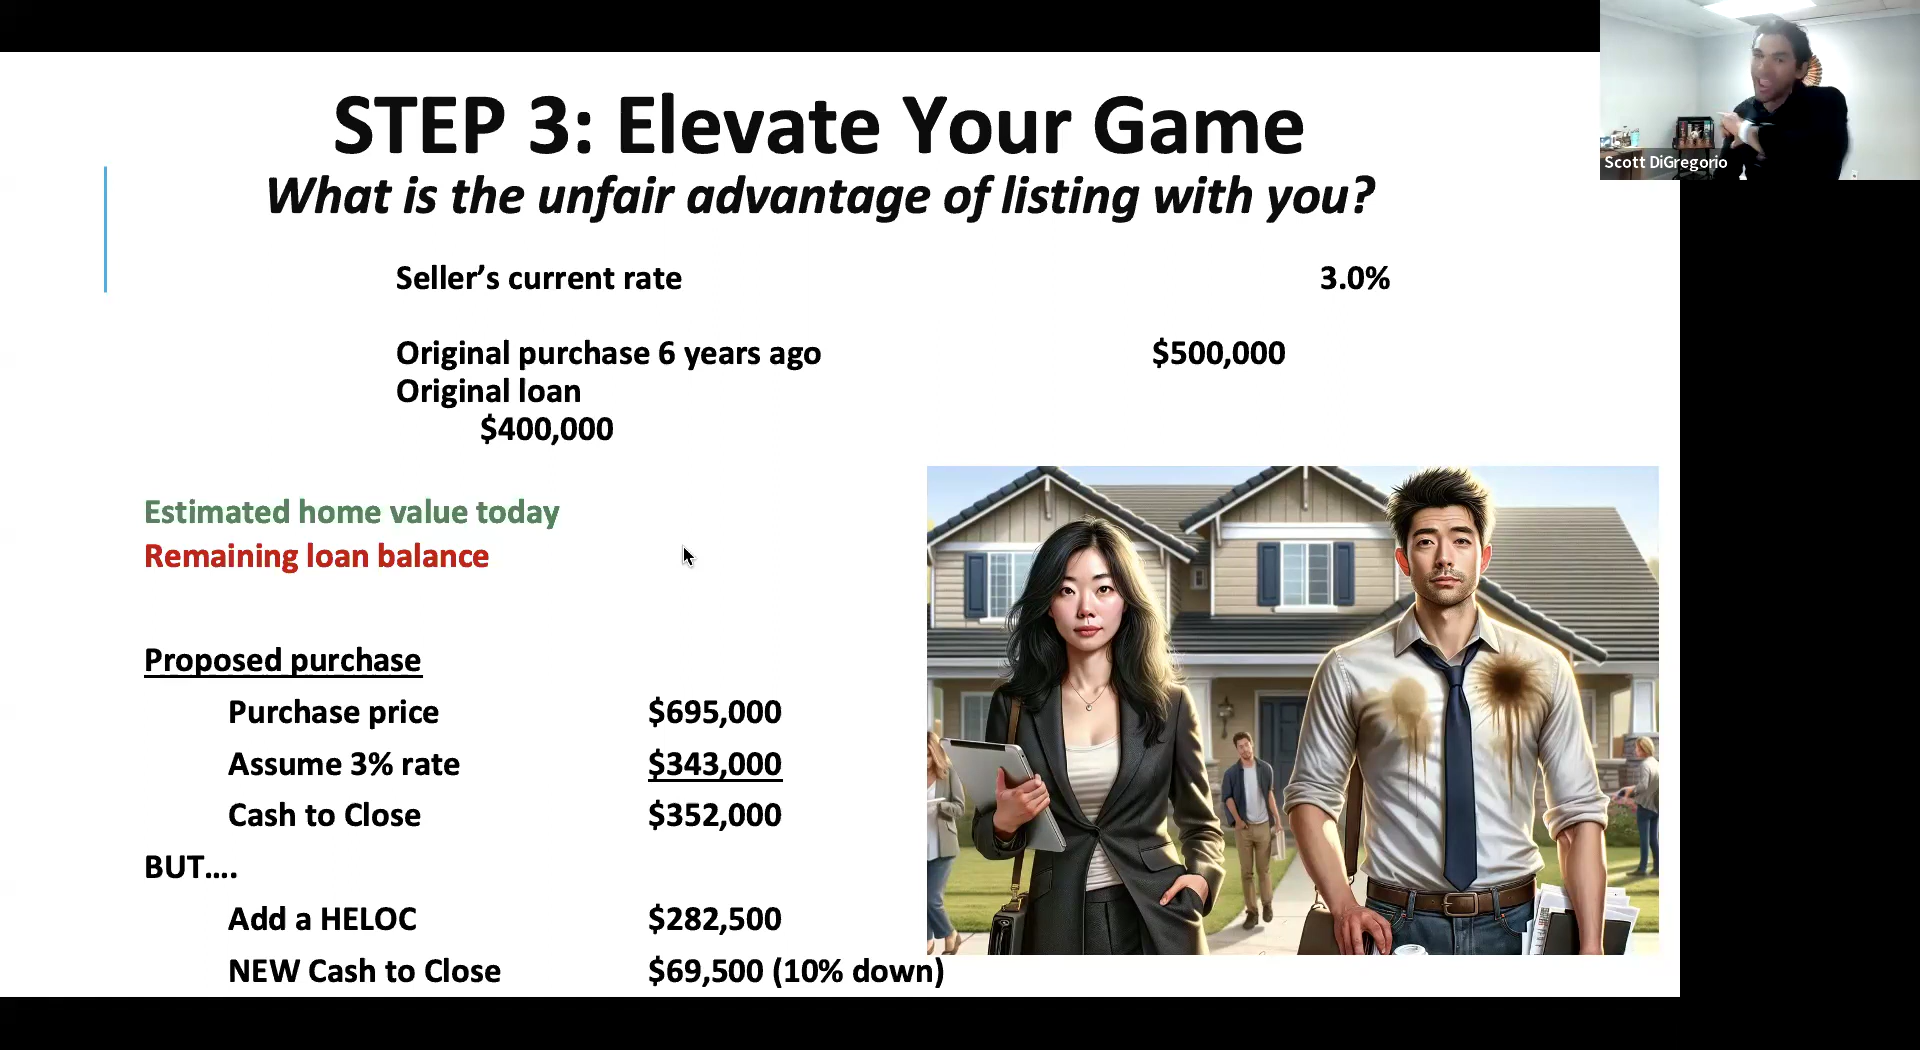 STEP 3: Elevate Your Game
What is the unfair advantage of listing with you?
Scott DiGregorio
Seller’s current rate 3.0%
Original purchase 6 years ago $500,000
Original loan
$400,000
Estimated home value today
Remaining loan balance
Proposed purchase
Purchase price $695,000
Assume 3% rate $343,000
Cash to Close $352,000
BUT....
Add a HELOC $282,500
NEW Cash to Close $69,500 (10% down)